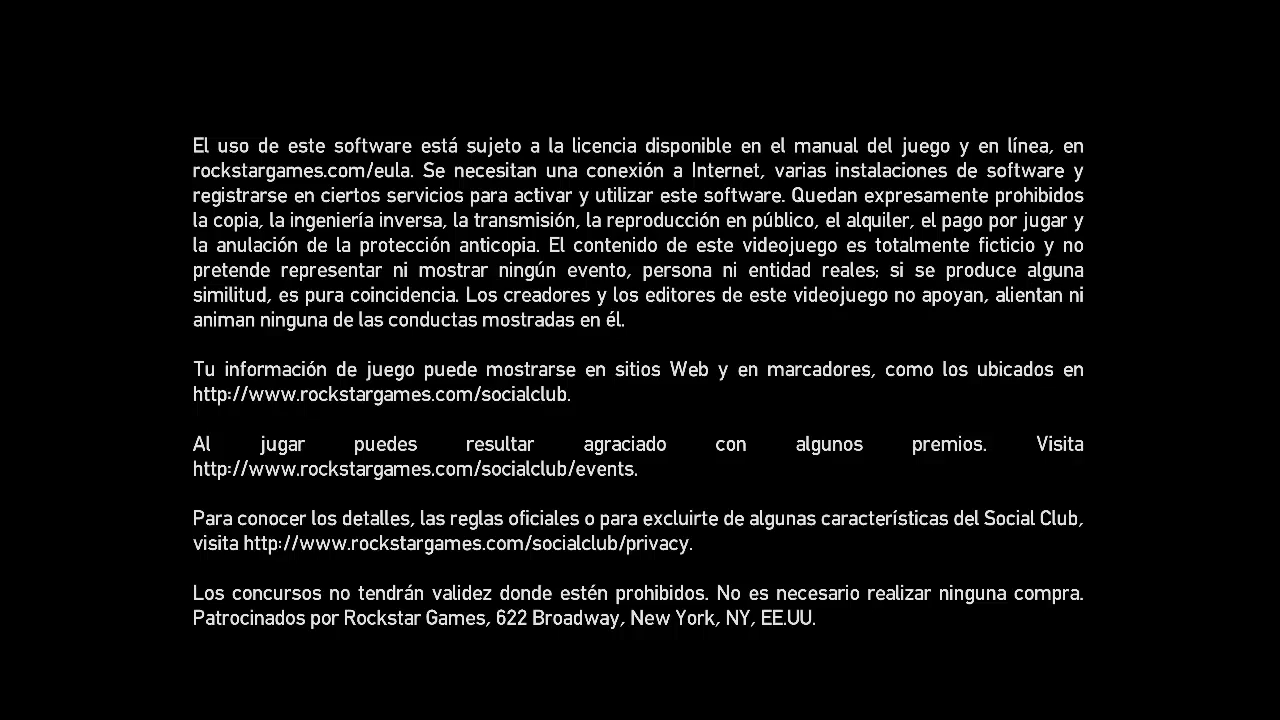 El uso de este software está sujeto a la licencia disponible en el manual del juego y en línea, en
rockstargames.com/eula. Se necesitan una conexión a Internet, varias instalaciones de software y
registrarse en ciertos servicios para activar y utilizar este software. Quedan expresamente prohibidos
la copia, la ingeniería inversa, la transmisión, la reproducción en público, el alquiler, el pago por jugar y
la anulación de la protección anticopia. El contenido de este videojuego es totalmente ficticio y no
pretende representar ni mostrar ningún evento, persona ni entidad reales; si se produce alguna
similitud, es pura coincidencia. Los creadores y los editores de este videojuego no apoyan, alientan ni
animan ninguna de las conductas mostradas en él.
Tu información de juego puede mostrarse en sitios Web y en marcadores, como los ubicados en
http://www.rockstargames.com/socialclub.
Al jugar puedes resultar agraciado con algunos premios. Visita
http://www.rockstargames.com/socialclub/events.
Para conocer los detalles, las reglas oficiales o para excluirte de algunas características del Social Club,
visita http://www.rockstargames.com/socialclub/privacy.
Los concursos no tendrán validez donde estén prohibidos. No es necesario realizar ninguna compra.
Patrocinados por Rockstar Games, 622 Broadway, New York, NY, EE.UU.